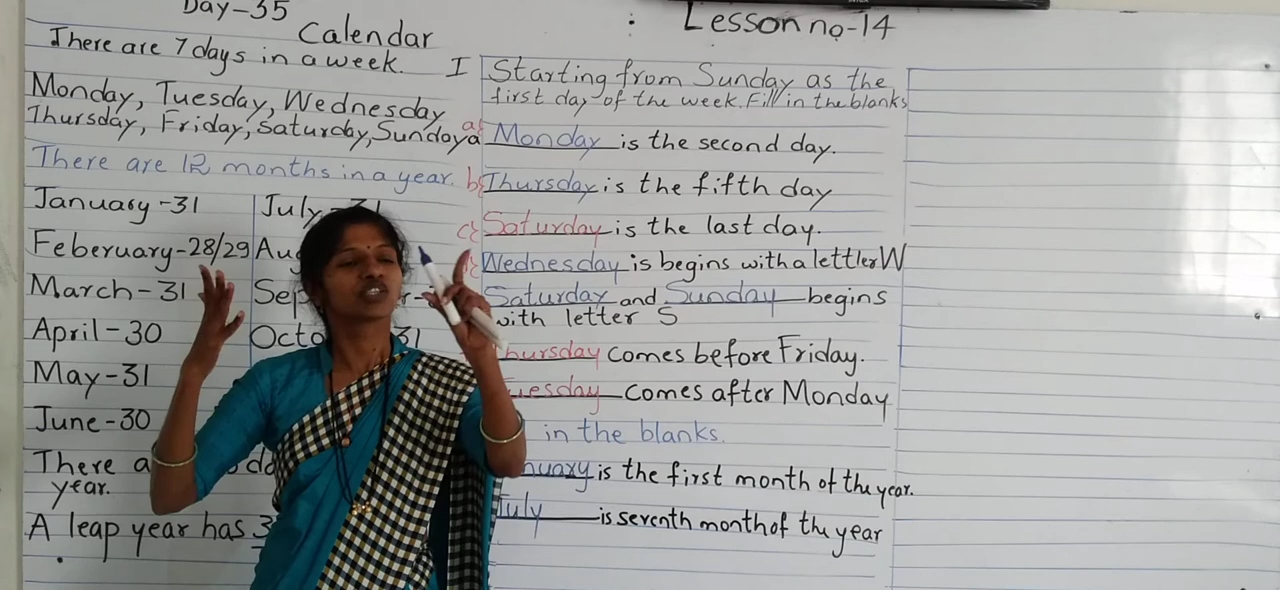 Day-35
Calendar
: Lesson no-14
There are 7 days in a week.
Monday, Tuesday, Wednesday
Thursday, Friday, Saturday, Sunday
There are 12 months in a year.
January-31
Feberuary-28/29
March-31
April-30
May-31
June-30
July-31
There
year.
A leap year has 3
I Starting from Sunday as the
first day of the week. Fill in the blanks
a Monday is the second day.
b Thursday is the fifth day
c Saturday is the last day.
Wednesday is begins with a lettler W
Saturday and Sunday begins
with letter S
hursday comes before Friday.
uesday comes after Monday
in the blanks.
nuary is the first month of the year.
July is seventh month of the year